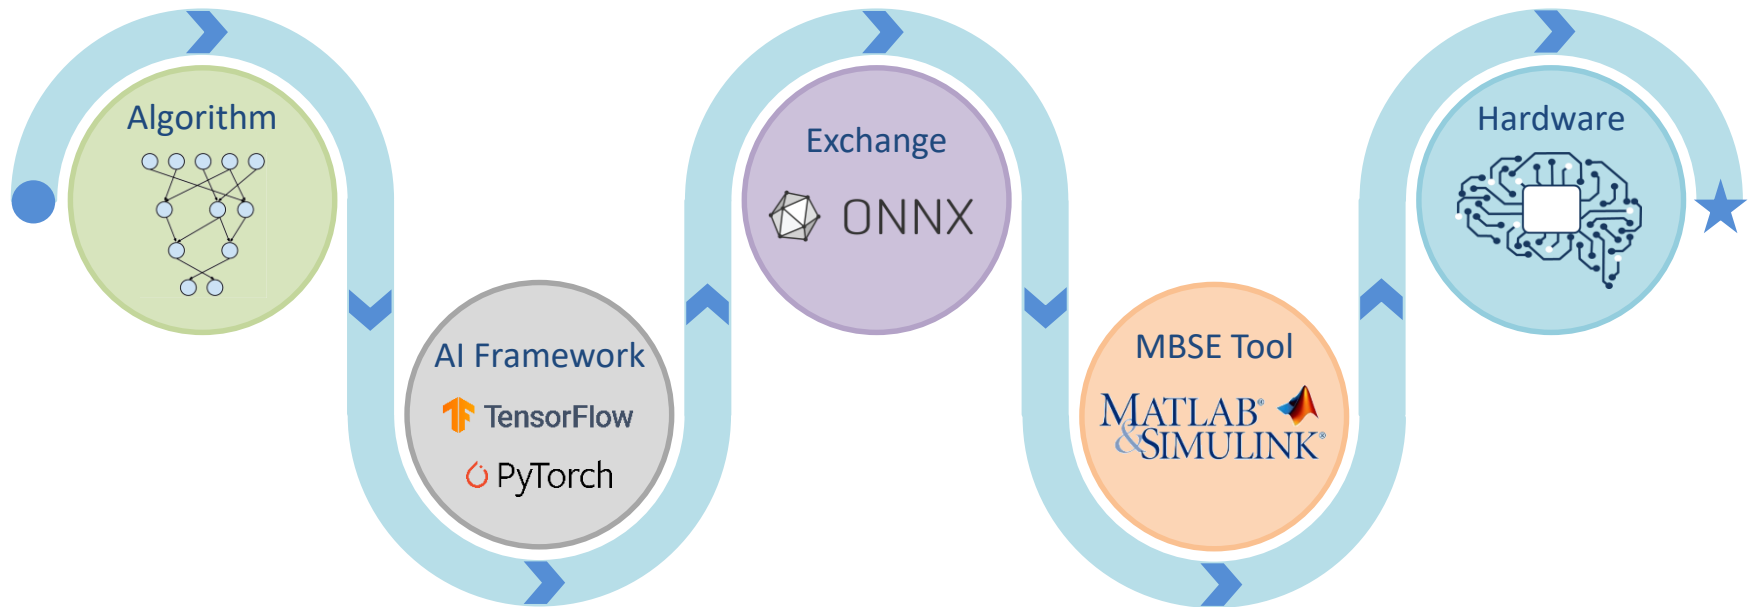 Algorithm
AI Framework
TensorFlow
PyTorch
Exchange
ONNX
MBSE Tool
MATLAB®
&SIMULINK®
Hardware